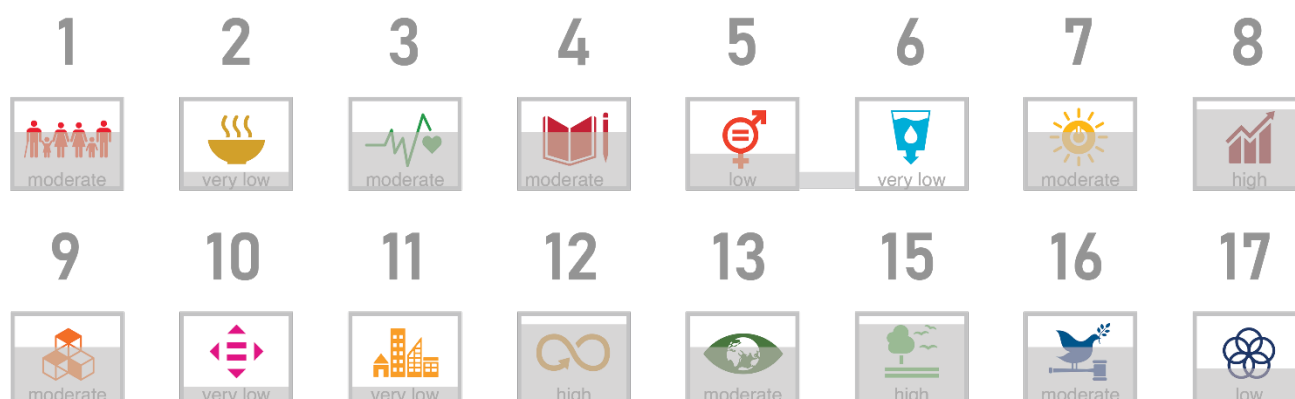 1 2 3 4 5 6 7 8
moderate very low moderate moderate low very low moderate high
9 10 11 12 13 15 16 17
moderate very low very low high moderate high moderate low